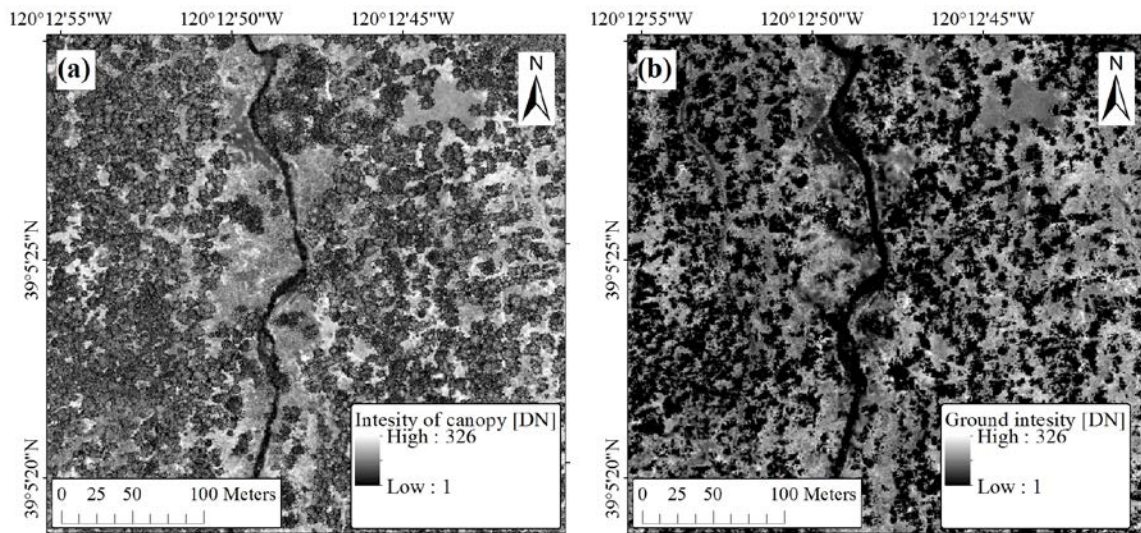 120°12'55"W 120°12'50"W 120°12'45"W
(a)
N
39°5'25"N
39°5'20"N
Intesity of canopy [DN]
High : 326
Low : 1
0 25 50 100 Meters
120°12'55"W 120°12'50"W 120°12'45"W
(b)
N
39°5'25"N
39°5'20"N
Ground intesity [DN]
High : 326
Low : 1
0 25 50 100 Meters